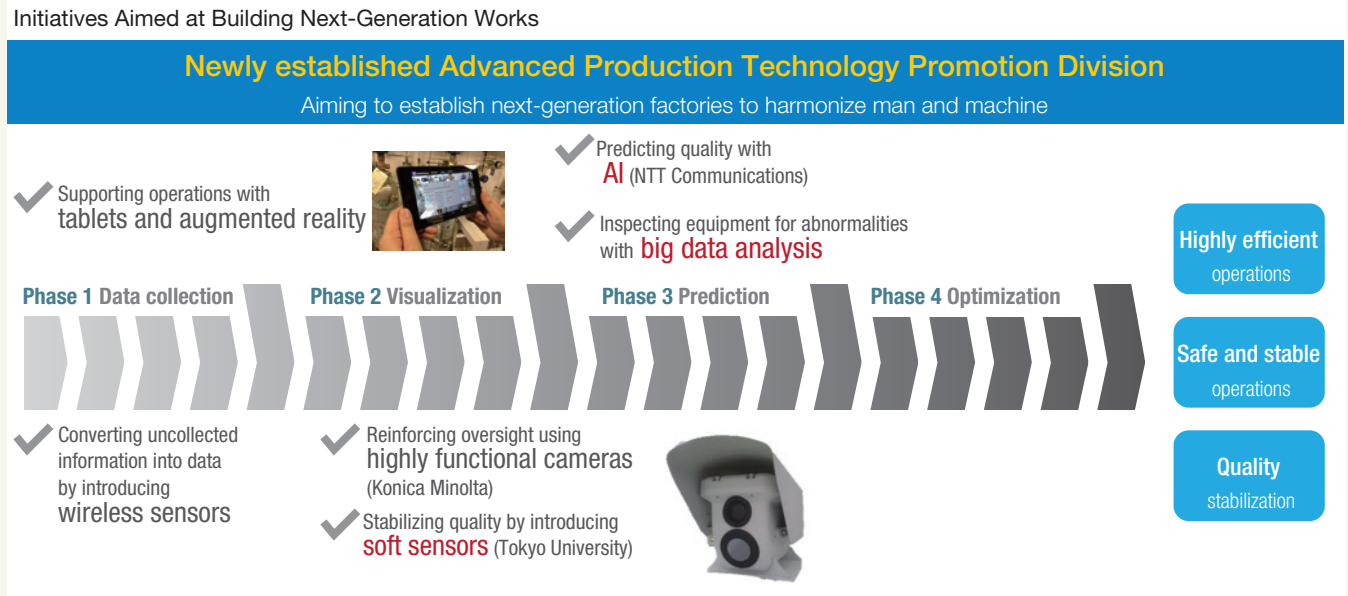 Initiatives Aimed at Building Next-Generation Works
Newly established Advanced Production Technology Promotion Division
Aiming to establish next-generation factories to harmonize man and machine
Supporting operations with
tablets and augmented reality
Predicting quality with
AI (NTT Communications)
Inspecting equipment for abnormalities
with big data analysis
Phase 1 Data collection
Phase 2 Visualization
Phase 3 Prediction
Phase 4 Optimization
Converting uncollected
information into data
by introducing
wireless sensors
Reinforcing oversight using
highly functional cameras
(Konica Minolta)
Stabilizing quality by introducing
soft sensors (Tokyo University)
Highly efficient
operations
Safe and stable
operations
Quality
stabilization